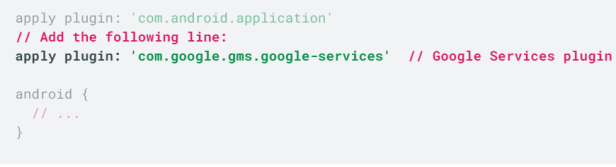 apply plugin: 'com.android.application'
// Add the following line:
apply plugin: 'com.google.gms.google-services'  // Google Services plugin
android {
  // ...
}